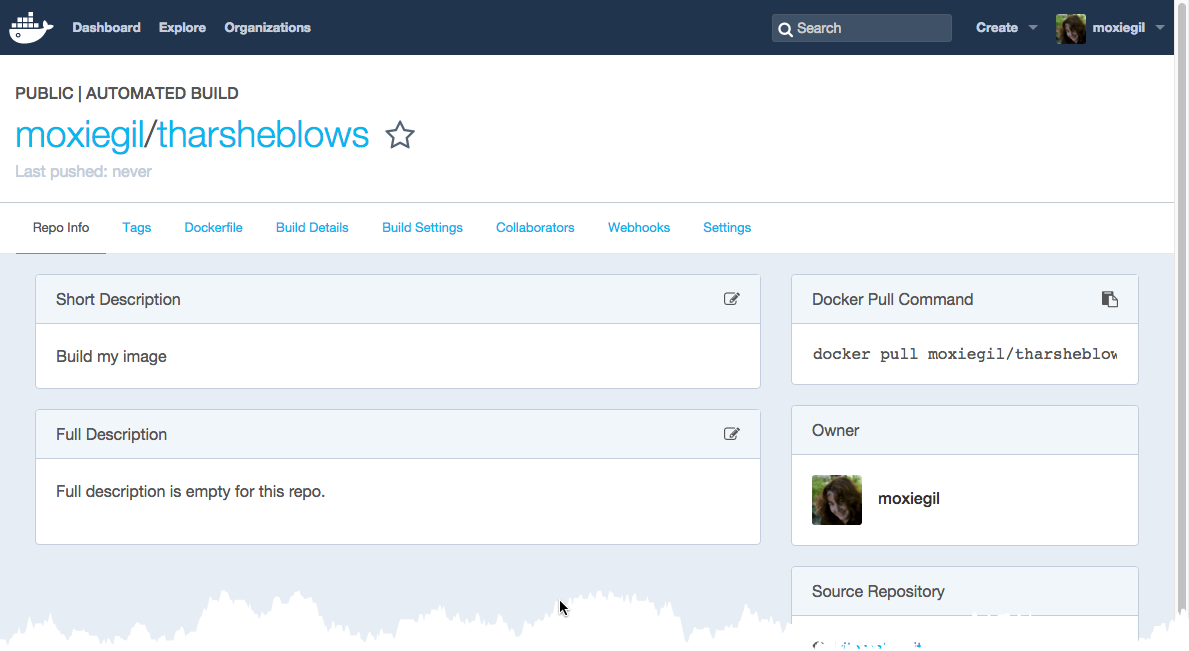 Dashboard Explore Organizations Search Create moxiegil
PUBLIC | AUTOMATED BUILD
moxiegil/tharsheblows
Last pushed: never
Repo Info Tags Dockerfile Build Details Build Settings Collaborators Webhooks Settings
Short Description
Build my image
Full Description
Full description is empty for this repo.
Docker Pull Command
docker pull moxiegil/tharsheblow
Owner
moxiegil
Source Repository